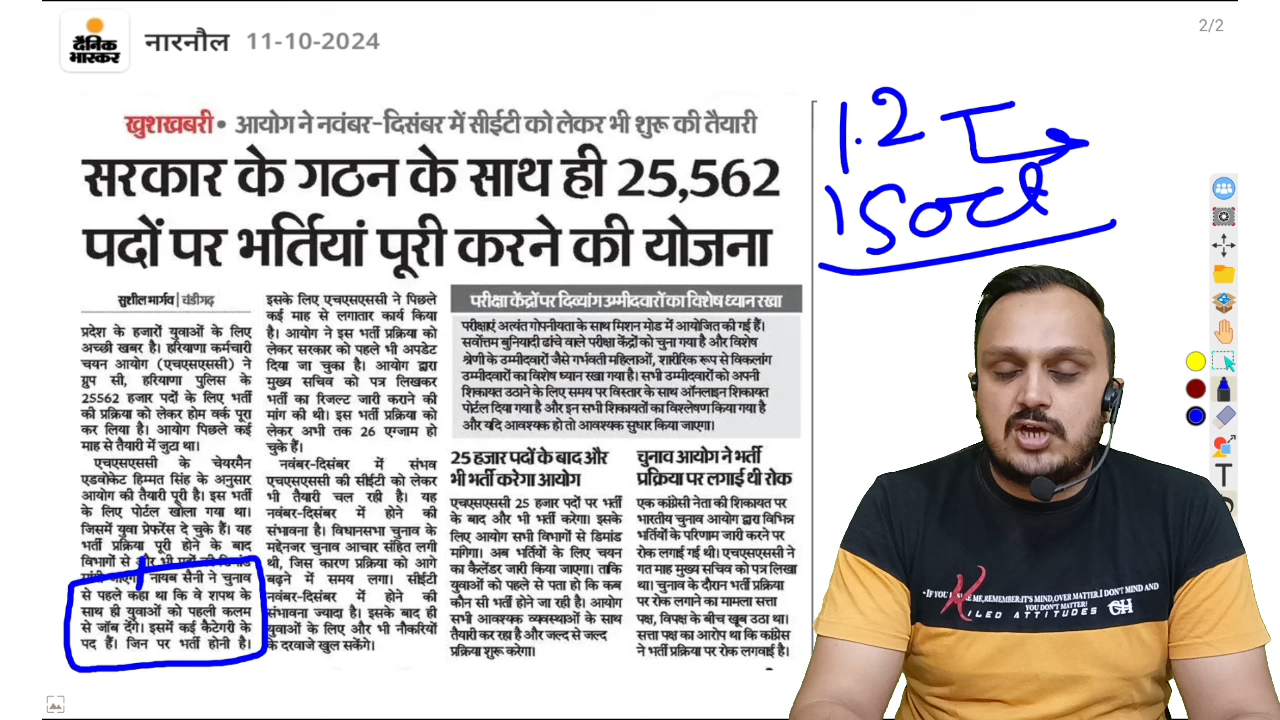 दैनिक
भास्कर
नारनौल 11-10-2024
2/2
खुशखबरी • आयोग ने नवंबर-दिसंबर में सीईटी को लेकर भी शुरू की तैयारी
सरकार के गठन के साथ ही 25,562
पदों पर भर्तियां पूरी करने की योजना
सुशील भार्गव | चंडीगढ़
प्रदेश के हजारों युवाओं के लिए
अच्छी खबर है। हरियाणा कर्मचारी
चयन आयोग (एचएसएससी) ने
ग्रुप सी, हरियाणा पुलिस के
25562 हजार पदों के लिए भर्ती
की प्रक्रिया को लेकर होम वर्क पूरा
कर लिया है। आयोग पिछले कई
माह से तैयारी में जुटा था।
एचएसएससी के चेयरमैन
एडवोकेट हिम्मत सिंह के अनुसार
आयोग की तैयारी पूरी है। इस भर्ती
के लिए पोर्टल खोला गया था।
जिसमें युवा प्रेफरेंस दे चुके हैं। यह
भर्ती प्रक्रिया पूरी होने के बाद
विभागों से और भी पदों की
नायब सैनी ने चुनाव
से पहले कहा था कि वे शपथ के
साथ ही युवाओं को पहली कलम
से जॉब देंगे। इसमें कई कैटेगरी के
पद हैं। जिन पर भर्ती होनी है।
इसके लिए एचएसएससी ने पिछले
कई माह से लगातार कार्य किया
है। आयोग ने इस भर्ती प्रक्रिया को
लेकर सरकार को पहले भी अपडेट
दिया जा चुका है। आयोग द्वारा
मुख्य सचिव को पत्र लिखकर
भर्ती का रिजल्ट जारी कराने की
मांग की थी। इस भर्ती प्रक्रिया को
लेकर अभी तक 26 एग्जाम हो
चुके हैं।
नवंबर-दिसंबर में संभव
एचएसएससी की सीईटी को लेकर
भी तैयारी चल रही है। यह
नवंबर-दिसंबर में होने की
संभावना है। विधानसभा चुनाव के
मद्देनजर चुनाव आचार संहित लगी
थी, जिस कारण प्रक्रिया को आगे
बढ़ने में समय लगा। सीईटी
नवंबर-दिसंबर में होने की
संभावना ज्यादा है। इसके बाद ही
युवाओं के लिए और भी नौकरियों
के दरवाजे खुल सकेंगे।
परीक्षा केंद्रों पर दिव्यांग उम्मीदवारों का विशेष ध्यान रखा
परीक्षाएं अत्यंत गोपनीयता के साथ मिशन मोड में आयोजित की गई हैं।
सर्वोत्तम बुनियादी ढांचे वाले परीक्षा केंद्रों को चुना गया है और विशेष
श्रेणी के उम्मीदवारों जैसे गर्भवती महिलाओं, शारीरिक रूप से विकलांग
उम्मीदवारों का विशेष ध्यान रखा गया है। सभी उम्मीदवारों को अपनी
शिकायत उठाने के लिए समय पर विस्तार के साथ ऑनलाइन शिकायत
पोर्टल दिया गया है और इन सभी शिकायतों का विश्लेषण किया गया है
और यदि आवश्यक हो तो आवश्यक सुधार किया जाएगा।
25 हजार पदों के बाद और
भी भर्ती करेगा आयोग
एचएसएससी 25 हजार पदों पर भर्ती
के बाद और भी भर्ती करेगा। इसके
लिए आयोग सभी विभागों से डिमांड
मांगेगा। अब भर्तियों के लिए चयन
का कैलेंडर जारी किया जाएगा। ताकि
युवाओं को पहले से पता हो कि कब
कौन सी भर्ती होने जा रही है। आयोग
सभी आवश्यक व्यवस्थाओं के साथ
तैयारी कर रहा है और जल्द से जल्द
प्रक्रिया शुरू करेगा।
चुनाव आयोग ने भर्ती
प्रक्रिया पर लगाई थी रोक
एक कांग्रेसी नेता की शिकायत पर
भारतीय चुनाव आयोग द्वारा विभिन्न
भर्तियों के परिणाम जारी करने पर
रोक लगाई गई थी। एचएसएससी ने
गत माह मुख्य सचिव को पत्र लिखा
था। चुनाव के दौरान भर्ती प्रक्रिया
पर रोक लगाने का मामला सत्ता
पक्ष, विपक्ष के बीच खूब उठा था।
सत्ता पक्ष का आरोप था कि कांग्रेस
ने भर्ती प्रक्रिया पर रोक लगवाई है।
1.2
T